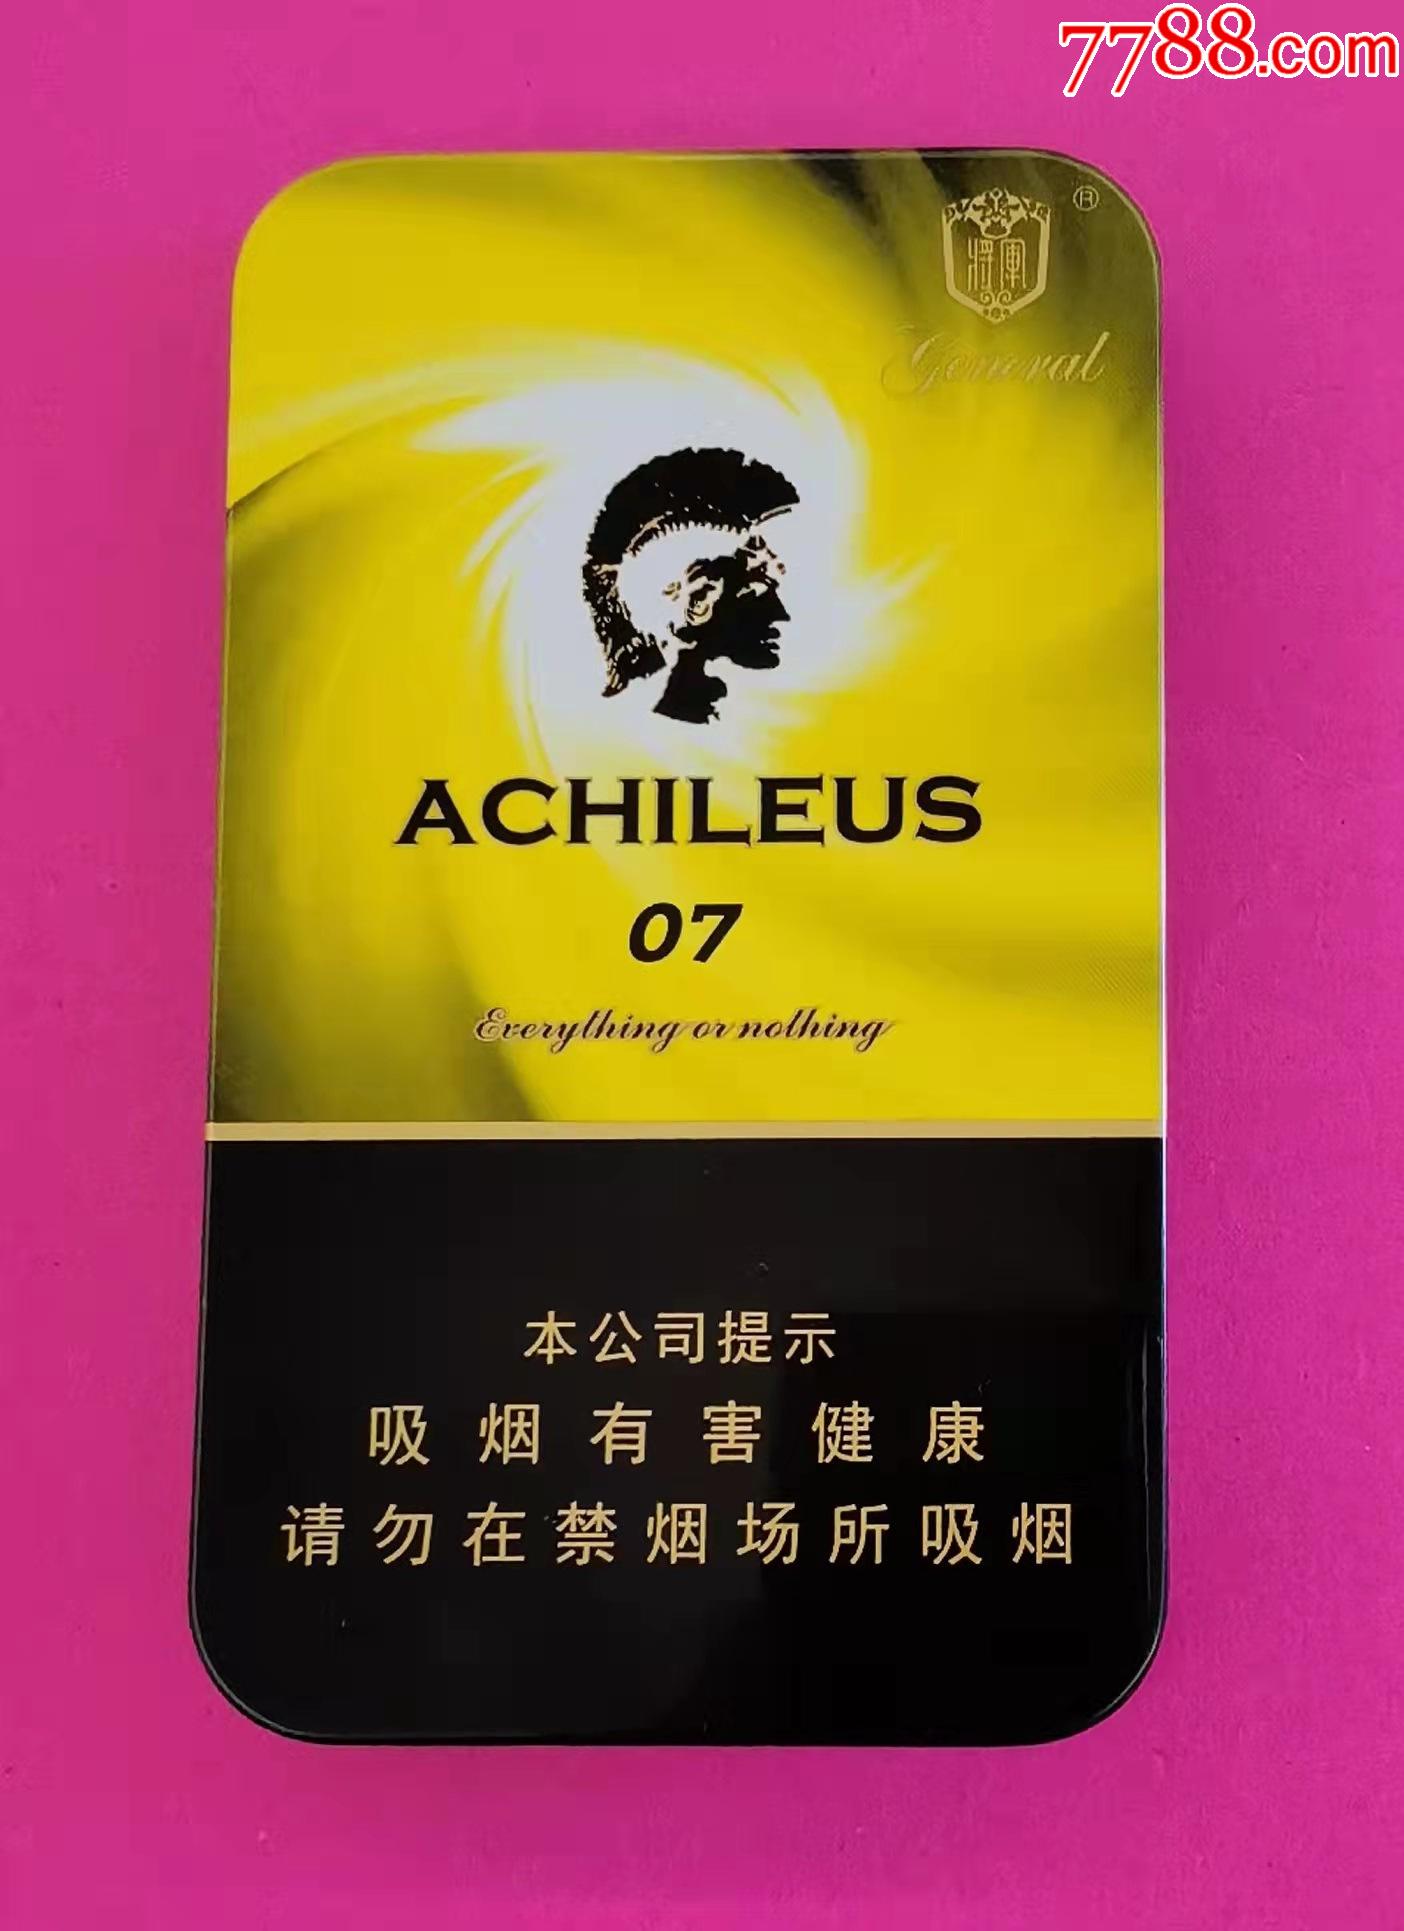 7788.com
將軍
®
General
ACHILEUS
07
Everything or nothing
本公司提示
吸烟有害健康
请勿在禁烟场所吸烟